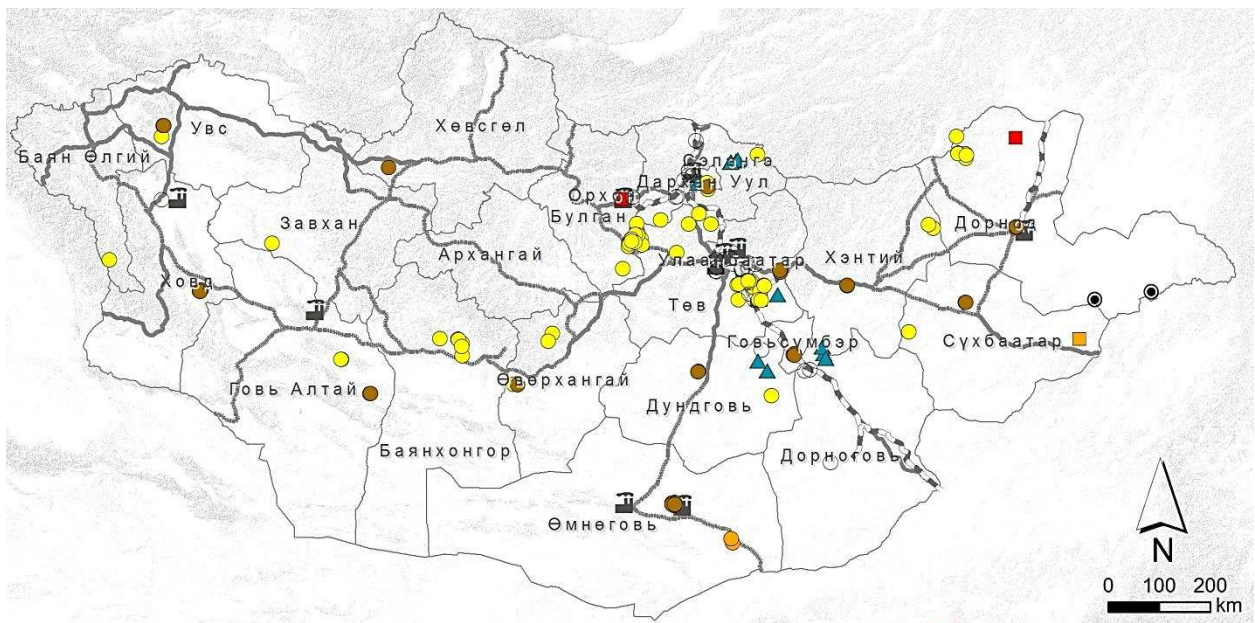 Увс
Хөвсгөл
Баян Өлгий
Сэлэнгэ
Дархан Уул
Орхон
Булган
Завхан
Архангай
Улаанбаатар
Хэнтий
Дорнод
Ховд
Төв
Говьсүмбэр
Сүхбаатар
Говь Алтай
Өвөрхангай
Дундговь
Баянхонгор
Дорноговь
Өмнөговь
N
0 100 200
km